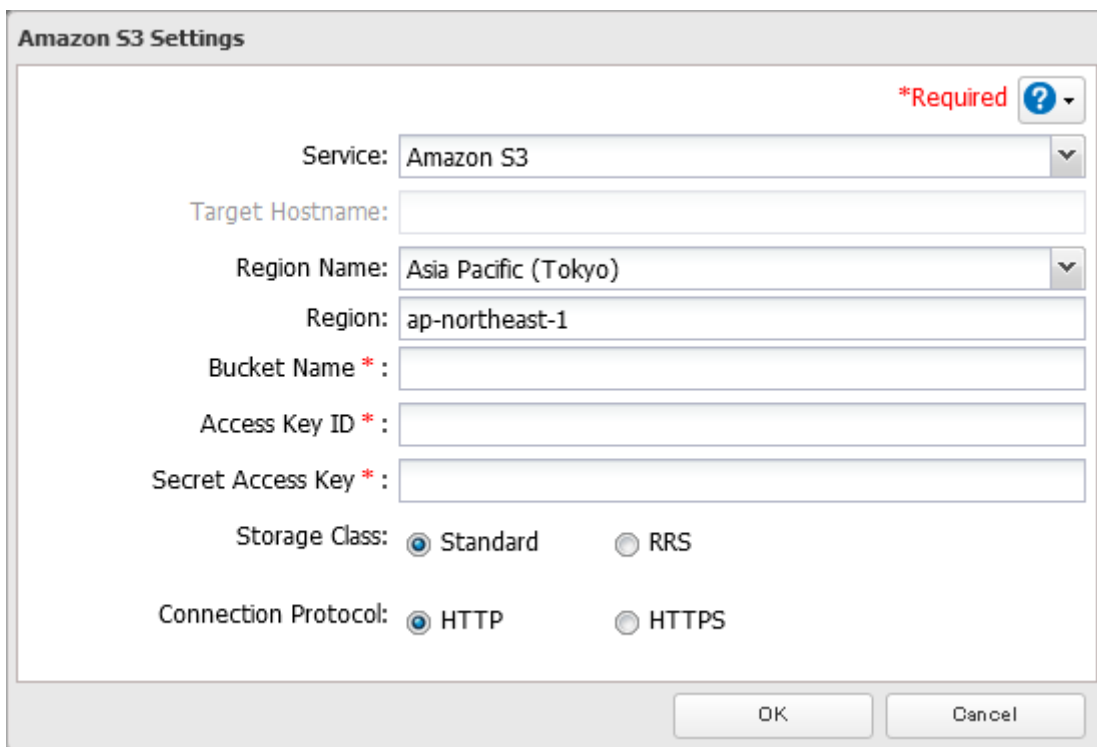 Amazon S3 Settings
*Required ?
Service: Amazon S3
Target Hostname:
Region Name: Asia Pacific (Tokyo)
Region: ap-northeast-1
Bucket Name * :
Access Key ID * :
Secret Access Key * :
Storage Class: Standard RRS
Connection Protocol: HTTP HTTPS
OK Cancel